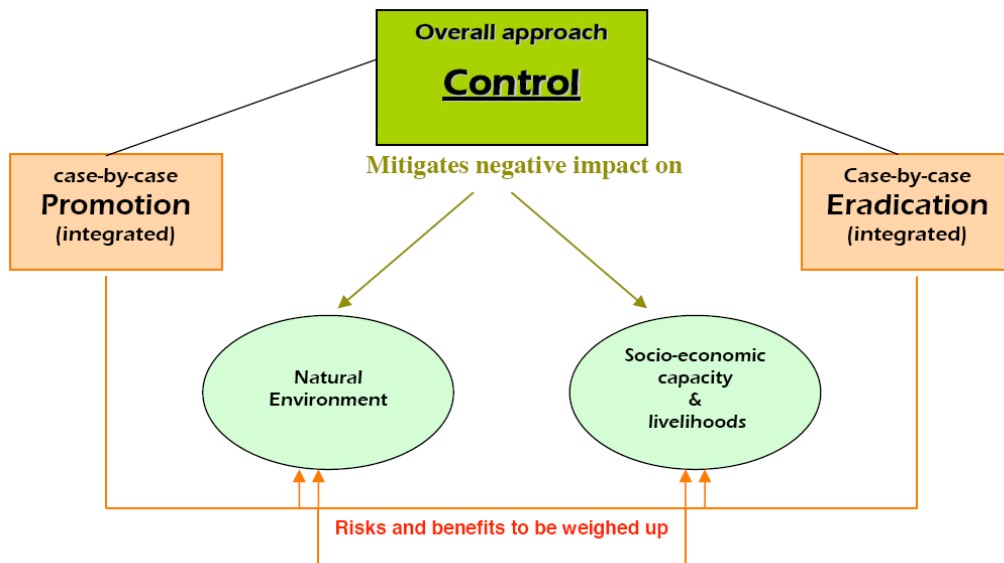 Overall approach
Control
Mitigates negative impact on
case-by-case
Promotion
(integrated)
Case-by-case
Eradication
(integrated)
Natural
Environment
Socio-economic
capacity
&
livelihoods
Risks and benefits to be weighed up